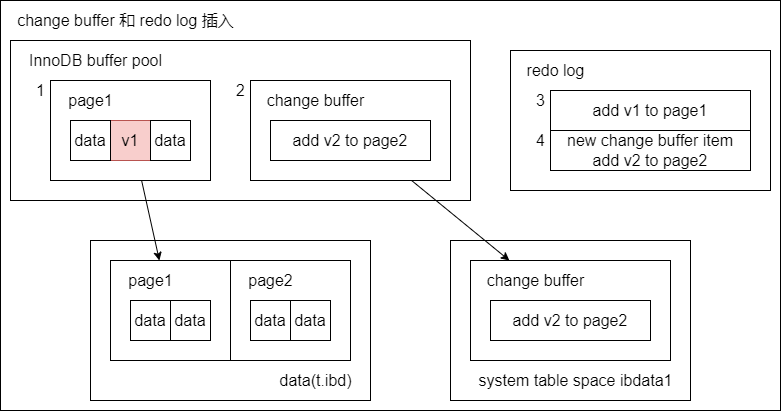 change buffer 和 redo log 插入
InnoDB buffer pool
1
page1
data v1 data
2
change buffer
add v2 to page2
redo log
3
add v1 to page1
4
new change buffer item
add v2 to page2
page1
data data
page2
data data
data(t.ibd)
change buffer
add v2 to page2
system table space ibdata1